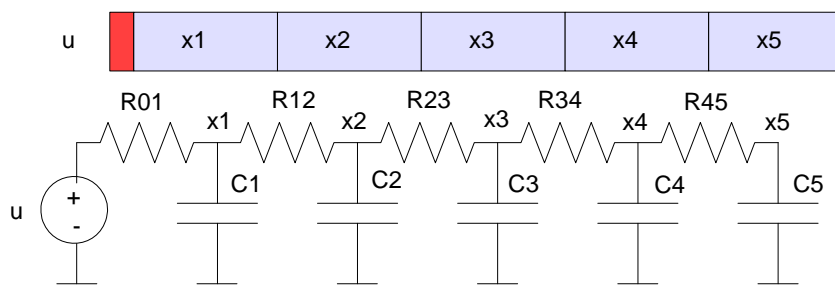 u x1 x2 x3 x4 x5
R01 R12 R23 R34 R45
x1 x2 x3 x4 x5
C1 C2 C3 C4 C5
u + -